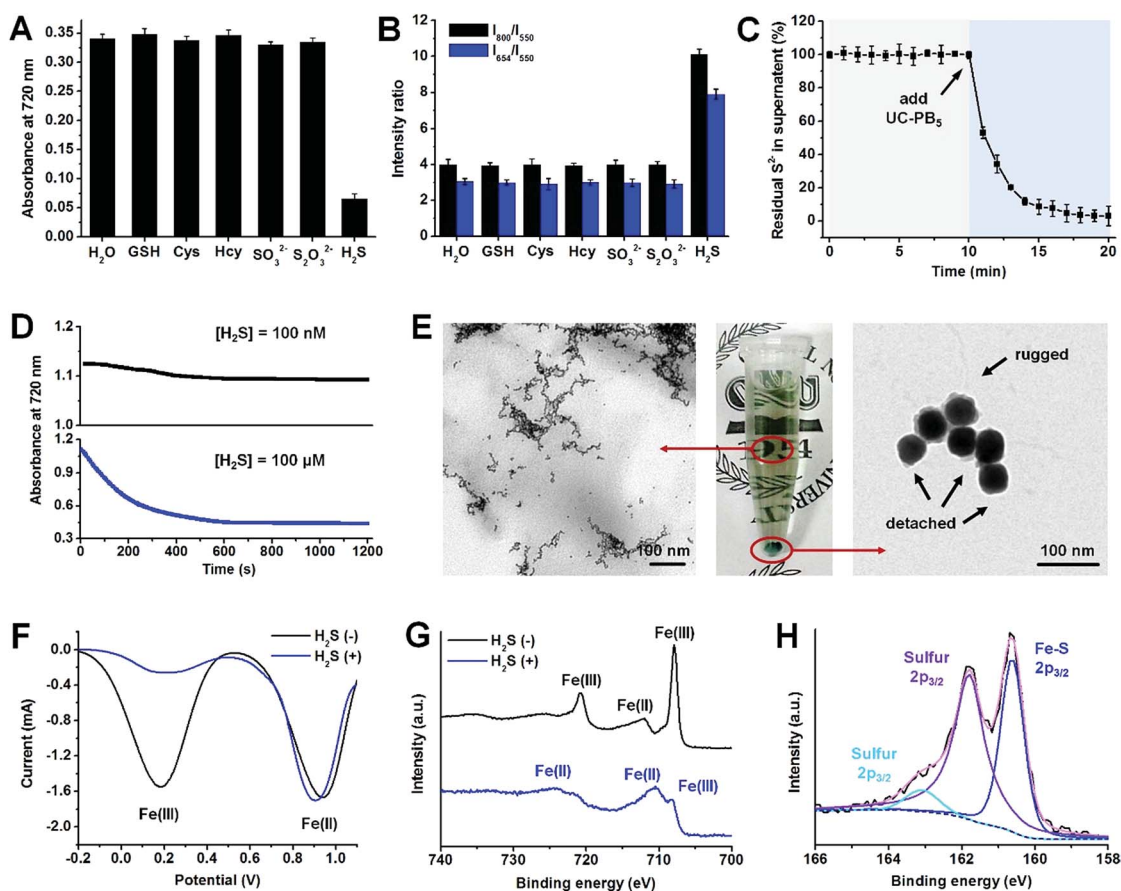 A
Absorbance at 720 nm
0.35
0.30
0.25
0.20
0.15
0.10
0.05
0.00
H₂O GSH Cys Hcy SO₃²⁻ S₂O₃²⁻ H₂S
B
I₈₀₀/I₅₅₀
I₆₅₄/I₅₅₀
Intensity ratio
12
10
8
6
4
2
0
H₂O GSH Cys Hcy SO₃²⁻ S₂O₃²⁻ H₂S
C
Residual S²⁻ in supernatent (%)
120
100
80
60
40
20
0
add
UC-PB₅
0 5 10 15 20
Time (min)
D
Absorbance at 720 nm
1.2
1.1
1.0
[H₂S] = 100 nM
1.2
0.9
0.6
0.3
[H₂S] = 100 µM
0 200 400 600 800 1000 1200
Time (s)
E
100 nm
rugged
detached
100 nm
F
Current (mA)
0.0
-0.4
-0.8
-1.2
-1.6
-2.0
H₂S (-)
H₂S (+)
Fe(III)
Fe(II)
-0.2 0.0 0.2 0.4 0.6 0.8 1.0
Potential (V)
G
Intensity (a.u.)
H₂S (-)
H₂S (+)
Fe(III)
Fe(III)
Fe(II)
Fe(II)
Fe(II)
Fe(III)
740 730 720 710 700
Binding energy (eV)
H
Intensity (a.u.)
Sulfur
2p₃/₂
Fe-S
2p₃/₂
Sulfur
2p₃/₂
166 164 162 160 158
Binding energy (eV)